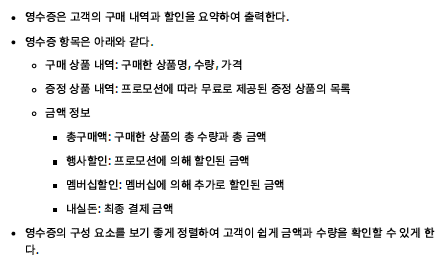 영수증은 고객의 구매 내역과 할인을 요약하여 출력한다.
영수증 항목은 아래와 같다.
구매 상품 내역: 구매한 상품명, 수량, 가격
증정 상품 내역: 프로모션에 따라 무료로 제공된 증정 상품의 목록
금액 정보
총구매액: 구매한 상품의 총 수량과 총 금액
행사할인: 프로모션에 의해 할인된 금액
멤버십할인: 멤버십에 의해 추가로 할인된 금액
내실돈: 최종 결제 금액
영수증의 구성 요소를 보기 좋게 정렬하여 고객이 쉽게 금액과 수량을 확인할 수 있게 한
다.